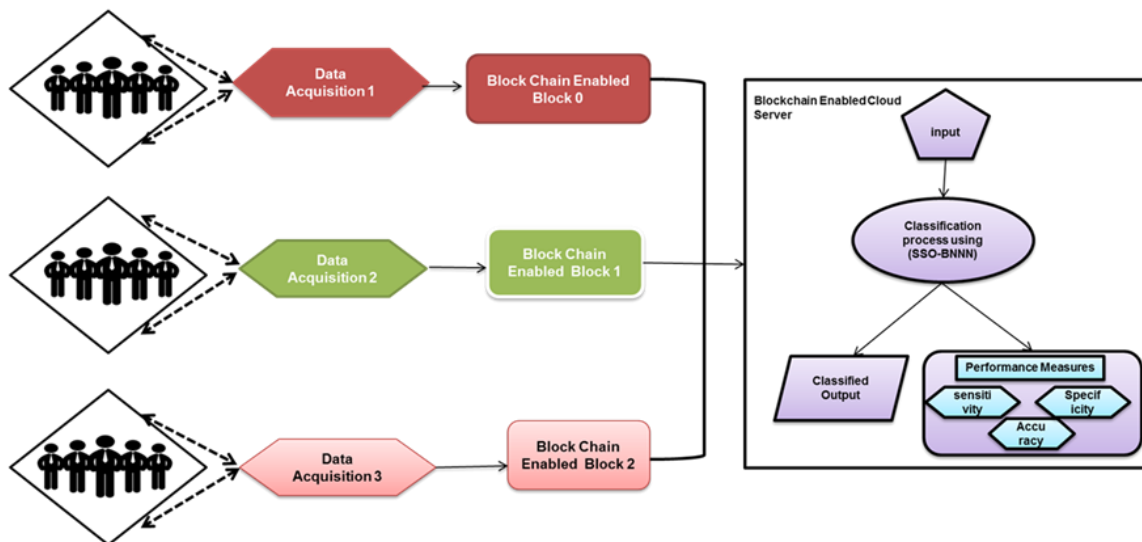 Data
Acquisition 1
Block Chain Enabled
Block 0
Data
Acquisition 2
Block Chain
Enabled Block 1
Data
Acquisition 3
Block Chain
Enabled Block 2
Blockchain Enabled Cloud
Server
input
Classification
process using
(SSO-BNNN)
Classified
Output
Performance Measures
sensiti
vity
Specif
icity
Accu
racy